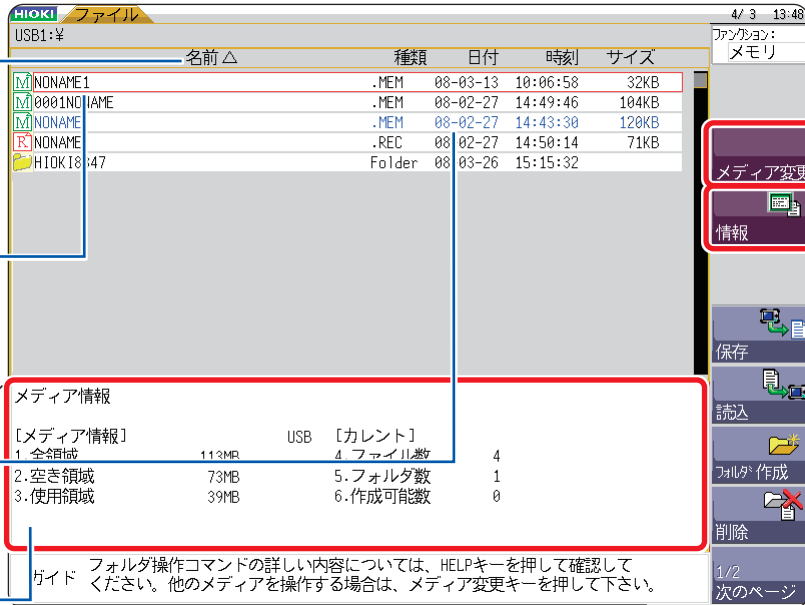 HIOKI ファイル 4/ 3 13:48
USB1:¥
ファンクション:
メモリ
名前△ 種類 日付 時刻 サイズ
M NONAME1 .MEM 08-03-13 10:06:58 32KB
M 0001NONAME .MEM 08-02-27 14:49:46 104KB
M NONAME .MEM 08-02-27 14:43:30 120KB
R NONAME .REC 08-02-27 14:50:14 71KB
HIOKI8847 Folder 08-03-26 15:15:32
メディア変更
情報
保存
読込
フォルダ作成
削除
1/2
次のページ
メディア情報
[メディア情報] USB [カレント]
1.全領域 113MB 4.ファイル数 4
2.空き領域 73MB 5.フォルダ数 1
3.使用領域 39MB 6.作成可能数 0
ガイド フォルダ操作コマンドの詳しい内容については、HELPキーを押して確認して
ください。他のメディアを操作する場合は、メディア変更キーを押して下さい。